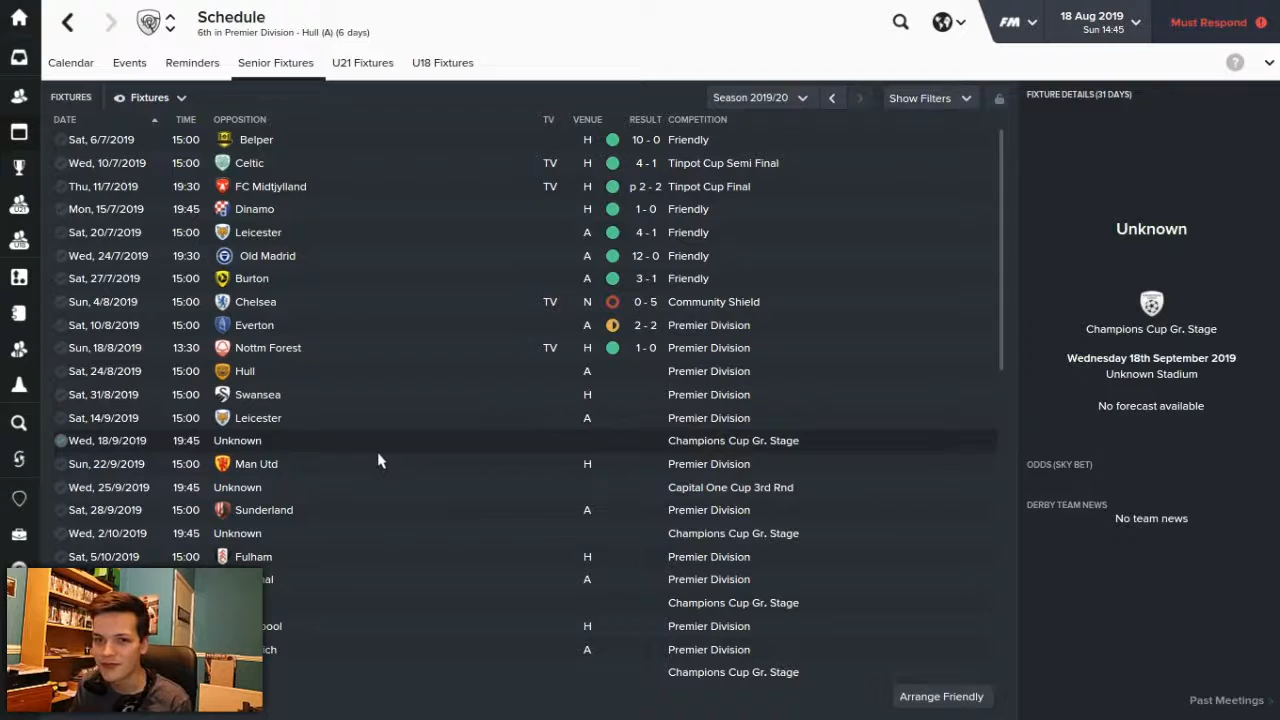 Schedule
6th in Premier Division - Hull (A) (6 days)
FM
18 Aug 2019
Sun 14:45
Must Respond
Calendar Events Reminders Senior Fixtures U21 Fixtures U18 Fixtures
FIXTURES Fixtures Season 2019/20 Show Filters
DATE TIME OPPOSITION TV VENUE RESULT COMPETITION
Sat, 6/7/2019 15:00 Belper H 10 - 0 Friendly
Wed, 10/7/2019 15:00 Celtic TV H 4 - 1 Tinpot Cup Semi Final
Thu, 11/7/2019 19:30 FC Midtjylland TV H p 2 - 2 Tinpot Cup Final
Mon, 15/7/2019 19:45 Dinamo H 1 - 0 Friendly
Sat, 20/7/2019 15:00 Leicester A 4 - 1 Friendly
Wed, 24/7/2019 19:30 Old Madrid A 12 - 0 Friendly
Sat, 27/7/2019 15:00 Burton A 3 - 1 Friendly
Sun, 4/8/2019 15:00 Chelsea TV N 0 - 5 Community Shield
Sat, 10/8/2019 15:00 Everton A 2 - 2 Premier Division
Sun, 18/8/2019 13:30 Nottm Forest TV H 1 - 0 Premier Division
Sat, 24/8/2019 15:00 Hull A Premier Division
Sat, 31/8/2019 15:00 Swansea H Premier Division
Sat, 14/9/2019 15:00 Leicester A Premier Division
Wed, 18/9/2019 19:45 Unknown Champions Cup Gr. Stage
Sun, 22/9/2019 15:00 Man Utd H Premier Division
Wed, 25/9/2019 19:45 Unknown Capital One Cup 3rd Rnd
Sat, 28/9/2019 15:00 Sunderland A Premier Division
Wed, 2/10/2019 19:45 Unknown Champions Cup Gr. Stage
Sat, 5/10/2019 15:00 Fulham H Premier Division
nal A Premier Division
Champions Cup Gr. Stage
pool H Premier Division
ich A Premier Division
Champions Cup Gr. Stage
Arrange Friendly
FIXTURE DETAILS (31 DAYS)
Unknown
Champions Cup Gr. Stage
Wednesday 18th September 2019
Unknown Stadium
No forecast available
ODDS (SKY BET)
DERBY TEAM NEWS
No team news
Past Meetings